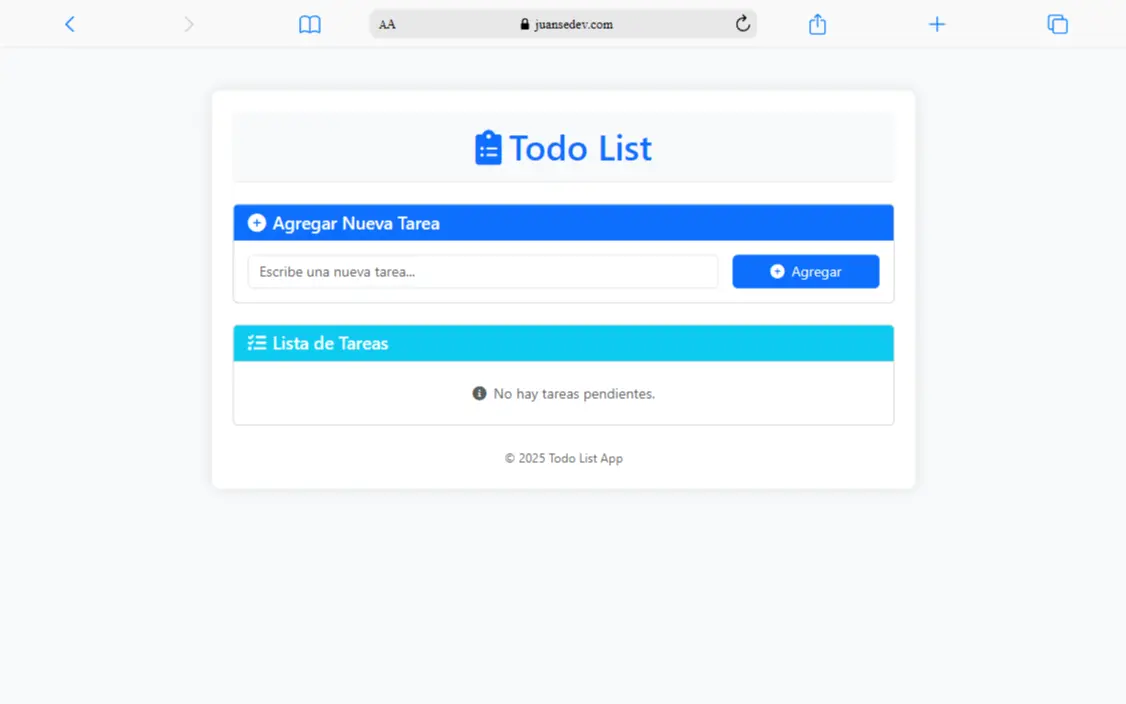 AA
juansedev.com
Todo List
Agregar Nueva Tarea
Escribe una nueva tarea...
Agregar
Lista de Tareas
No hay tareas pendientes.
© 2025 Todo List App